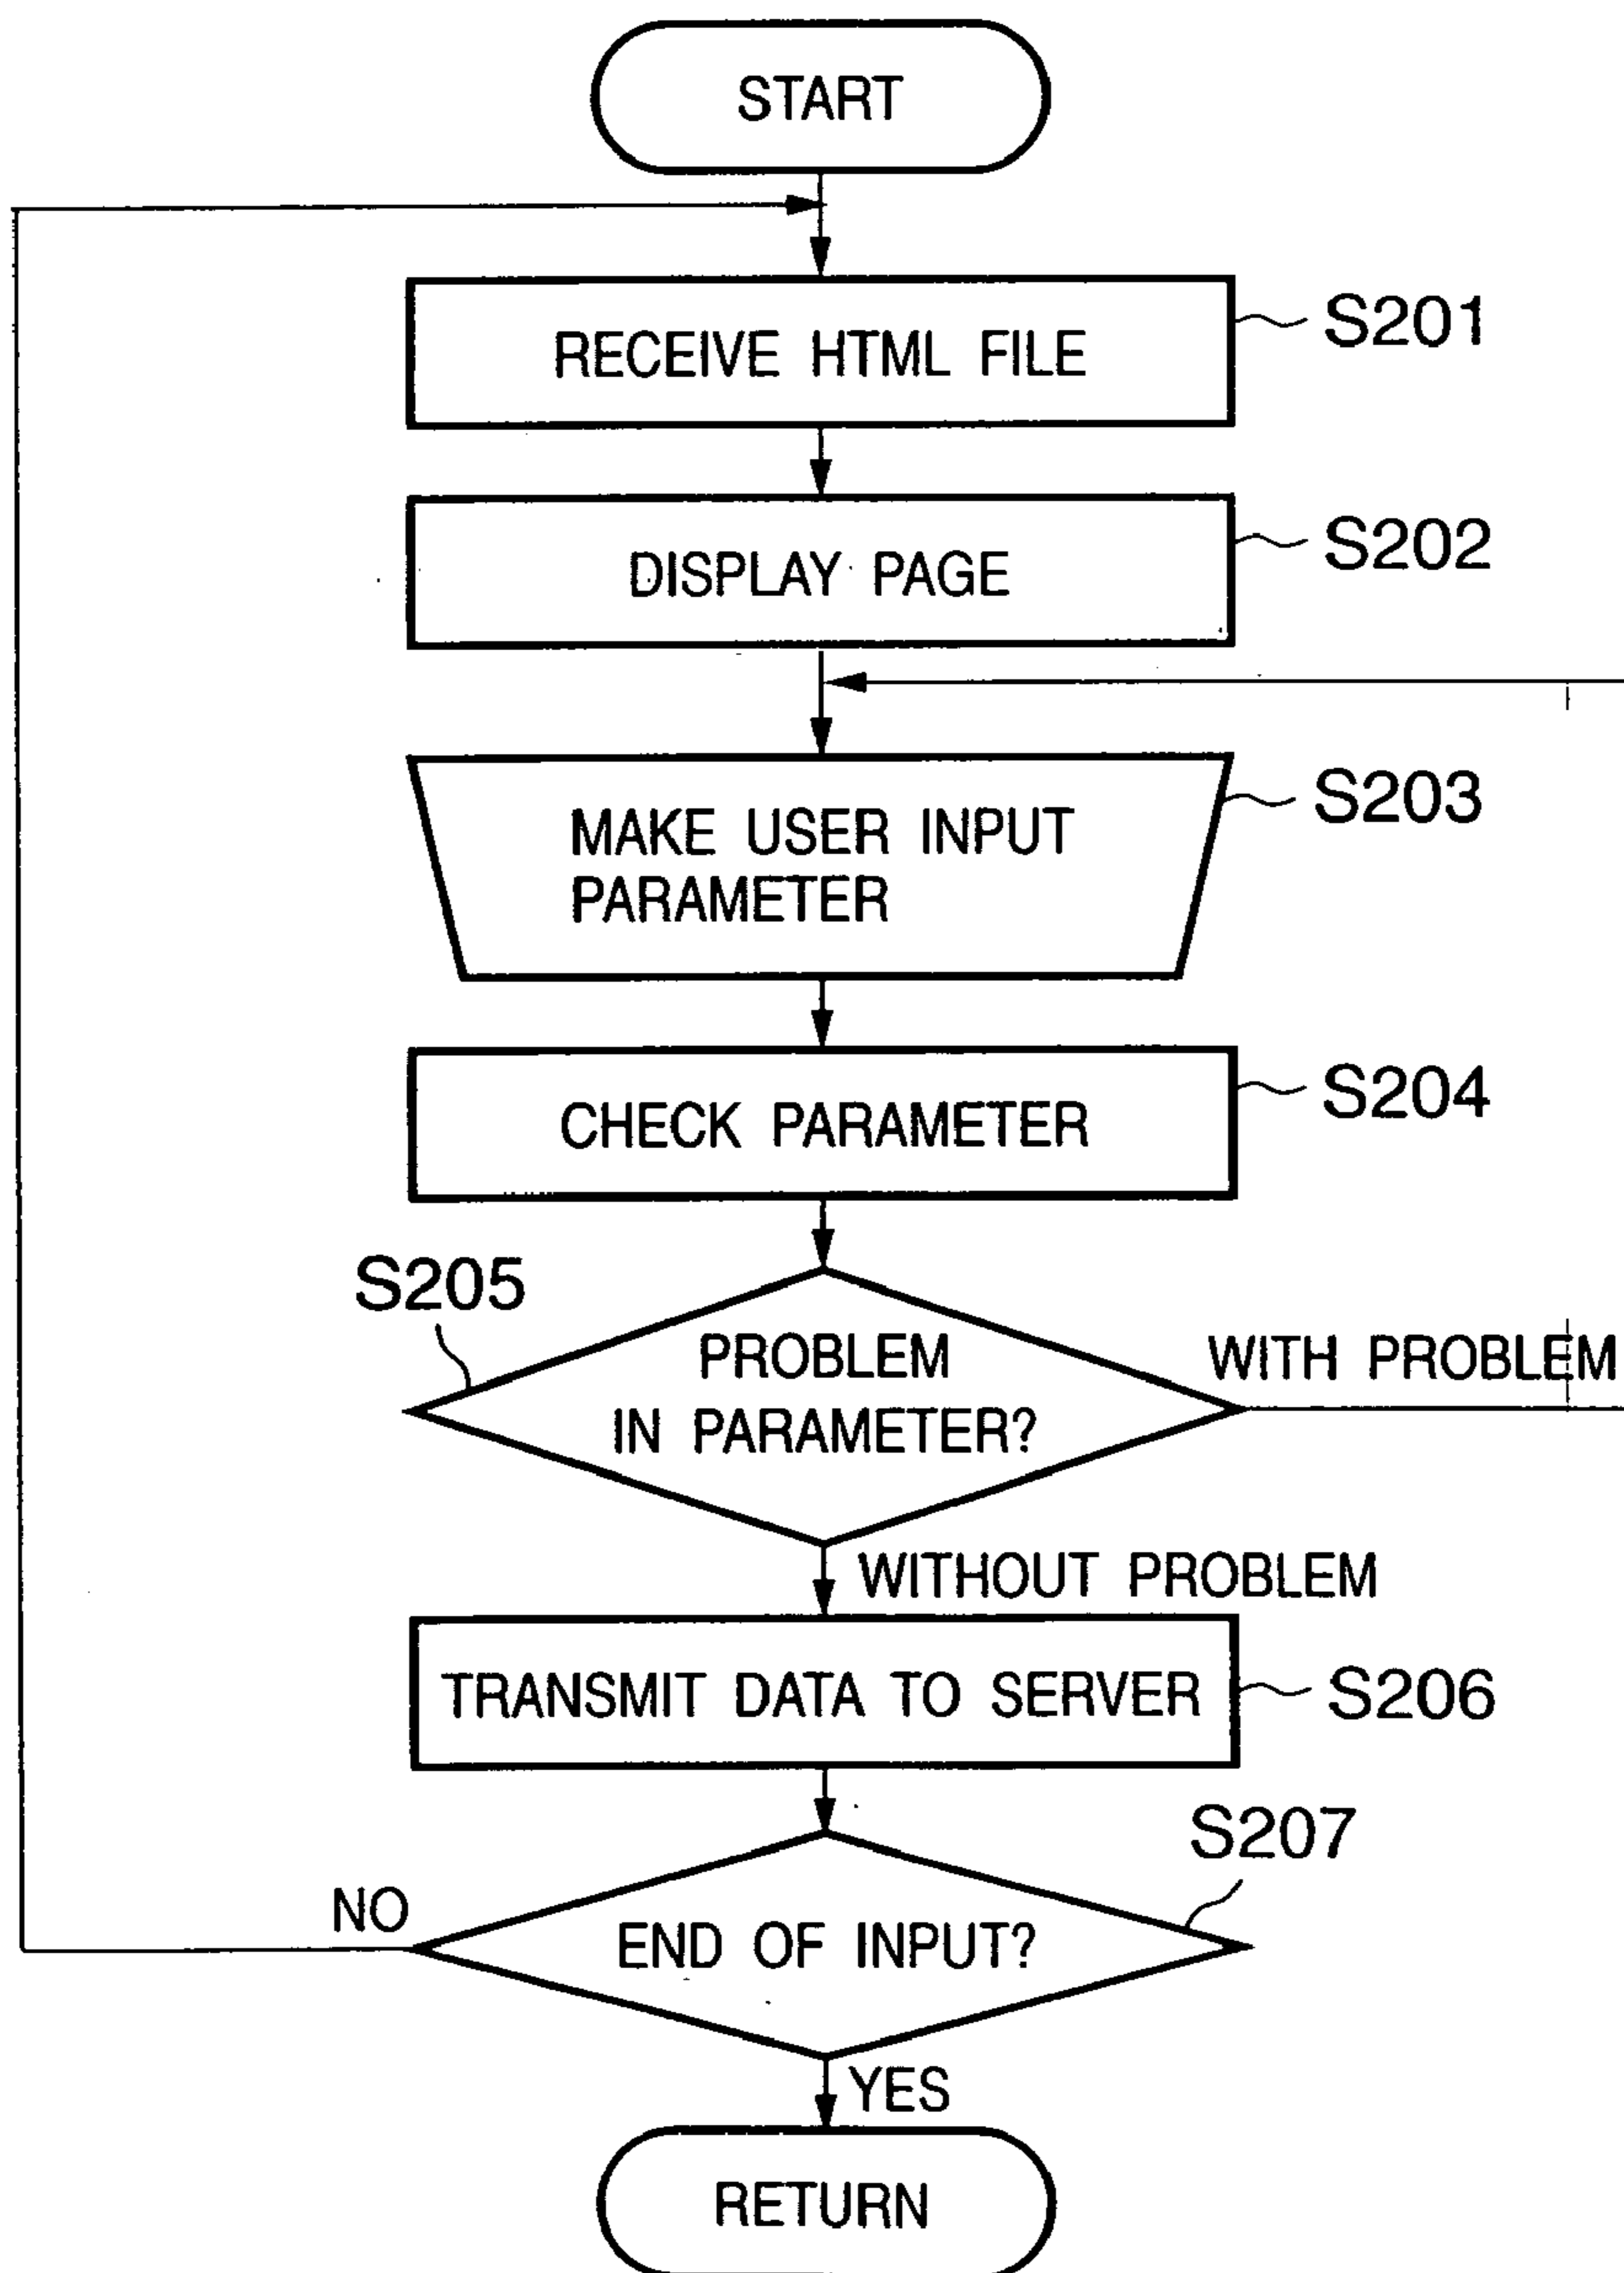 START
RECEIVE HTML FILE
S201
DISPLAY PAGE
S202
MAKE USER INPUT
PARAMETER
S203
CHECK PARAMETER
S204
S205
PROBLEM
IN PARAMETER?
WITH PROBLEM
WITHOUT PROBLEM
TRANSMIT DATA TO SERVER
S206
S207
NO
END OF INPUT?
YES
RETURN